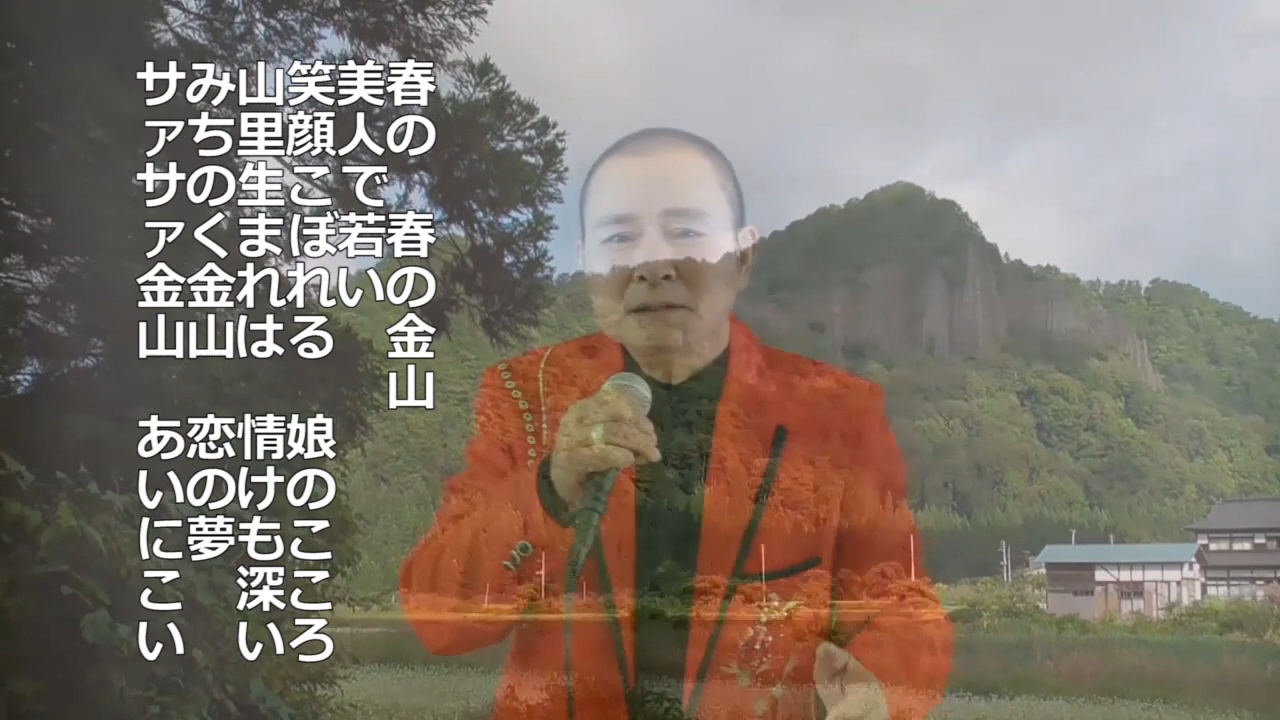 春の 春の金山
美人で若い
笑顔こぼれる 娘のこころ
山里生まれは 情けも深い
みちのく金山 恋の夢
サァサァ金山 あいにこい